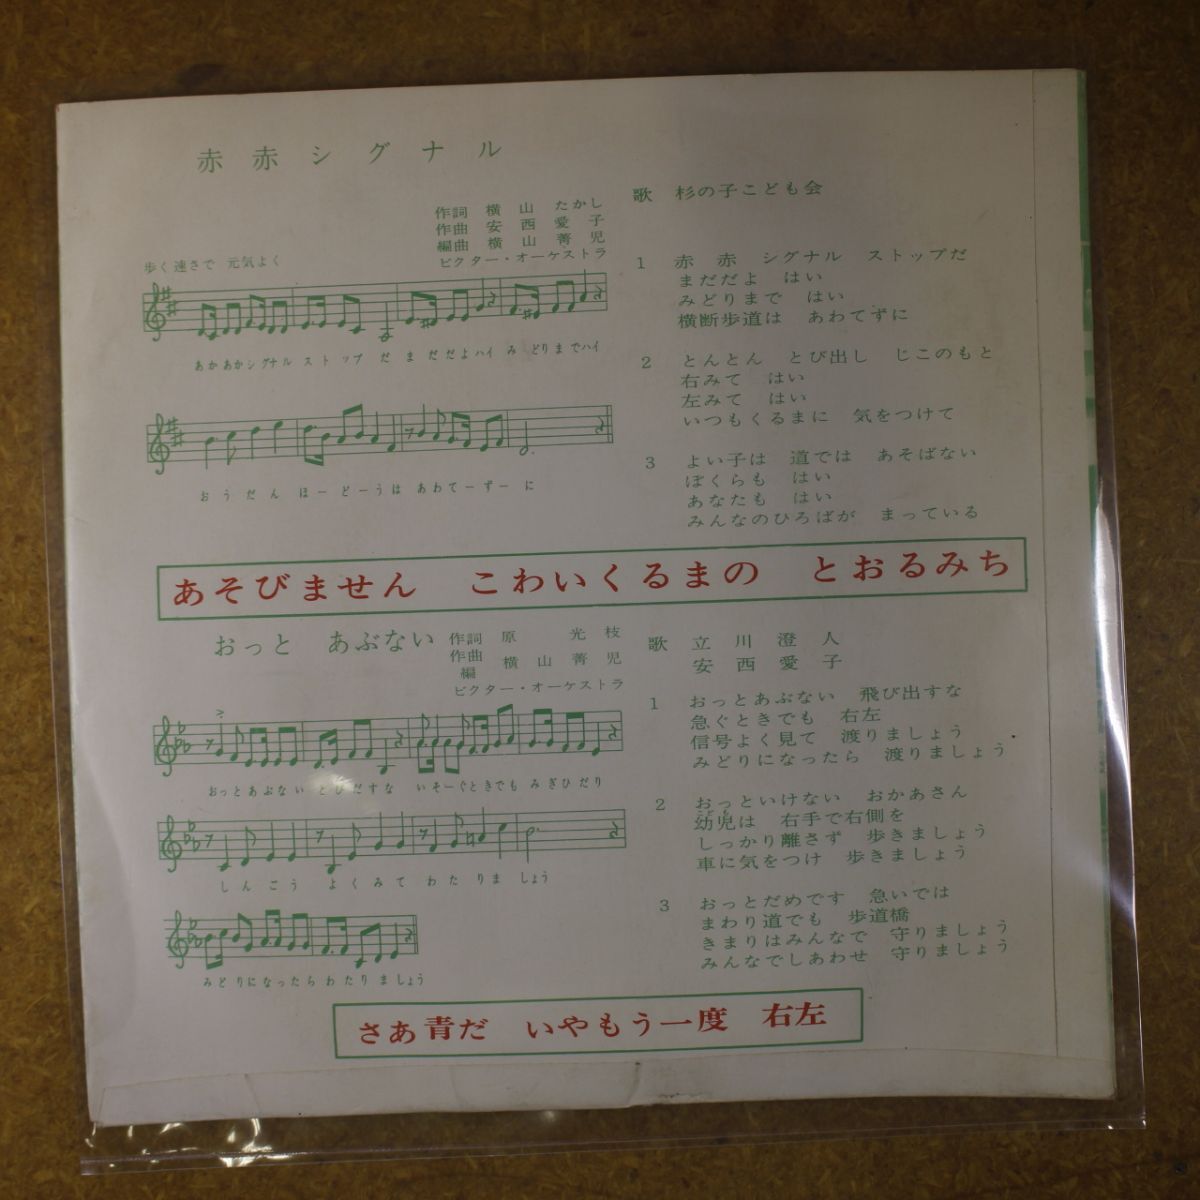 赤赤シグナル
作詞 横山 たかし
作曲 安西愛子
編曲 横山菁児
ビクター・オーケストラ
歩く速さで 元気よく
あかあかシグナル ストップ だ まだだよハイ みどりまでハイ
おうだん ほーどーうは あわてーずーに
歌 杉の子こども会
1 赤 赤 シグナル ストップだ
まだだよ はい
みどりまで はい
横断歩道は あわてずに
2 とんとん とび出し じこのもと
右みて はい
左みて はい
いつもくるまに 気をつけて
3 よい子は 道では あそばない
ぼくらも はい
あなたも はい
みんなのひろばが まっている
あそびません こわいくるまの とおるみち
おっと あぶない
作詞 原 光枝
作曲
編 横山菁児
ビクター・オーケストラ
おっとあぶない とびだすな いそーぐときでも みぎひだり
しんごう よくみて わたりま しょう
みどりになったら わたりましょう
歌 立川澄人
安西愛子
1 おっとあぶない 飛び出すな
急ぐときでも 右左
信号よく見て 渡りましょう
みどりになったら 渡りましょう
2 おっといけない おかあさん
幼児は 右手で右側を
しっかり離さず 歩きましょう
車に気をつけ 歩きましょう
3 おっとだめです 急いでは
まわり道でも 歩道橋
きまりはみんなで 守りましょう
みんなでしあわせ 守りましょう
さあ青だ いやもう一度 右左